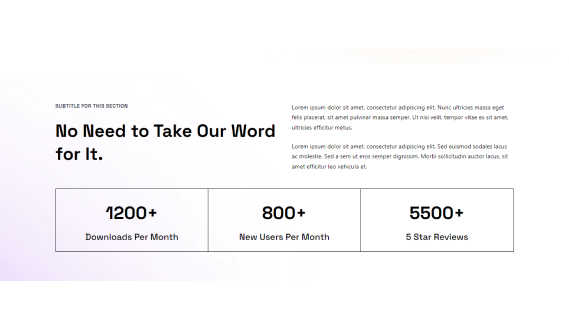 SUBTITLE FOR THIS SECTION
No Need to Take Our Word
for It.
Lorem ipsum dolor sit amet, consectetur adipiscing elit. Nunc ultricies massa eget
felis placerat, sit amet pulvinar massa semper. Ut nisi velit, tempor vitae ex sit amet,
ultricies efficitur metus.
Lorem ipsum dolor sit amet, consectetur adipiscing elit. Sed euismod sodales lacus
ac molestie. Sed a sem ut eros semper dignissim. Morbi sollicitudin auctor lacus, sit
amet efficitur leo vehicula et.
1200+
Downloads Per Month
800+
New Users Per Month
5500+
5 Star Reviews